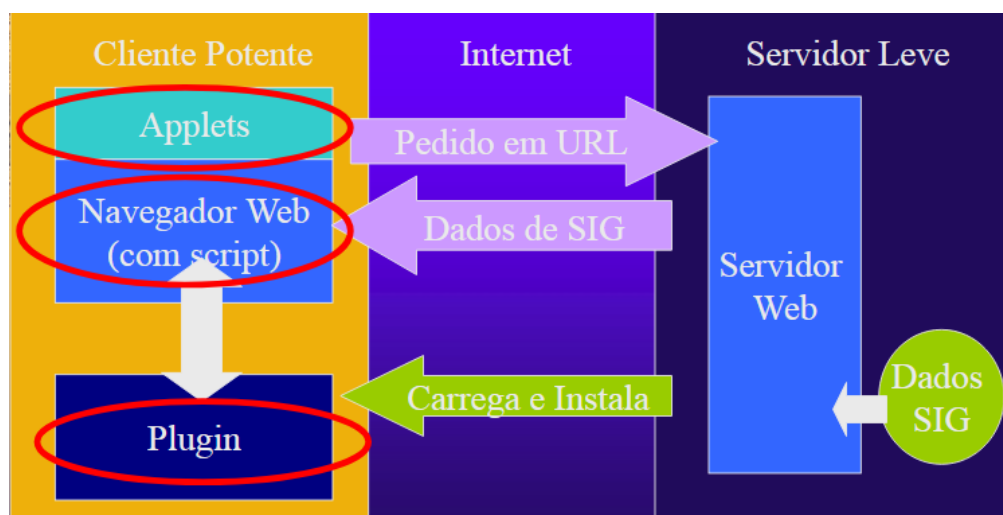 Cliente Potente
Internet
Servidor Leve
Applets
Pedido em URL
Navegador Web
(com script)
Dados de SIG
Servidor
Web
Carrega e Instala
Dados
SIG
Plugin